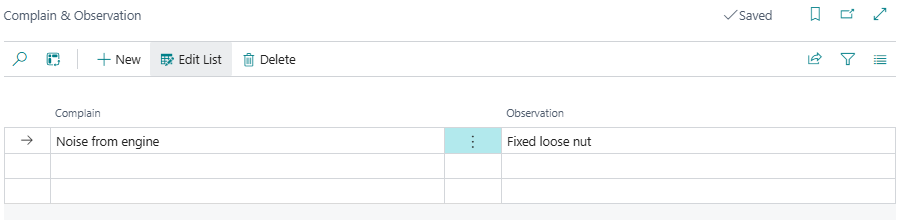 Complain & Observation
Saved
New
Edit List
Delete
Complain
Observation
Noise from engine
Fixed loose nut